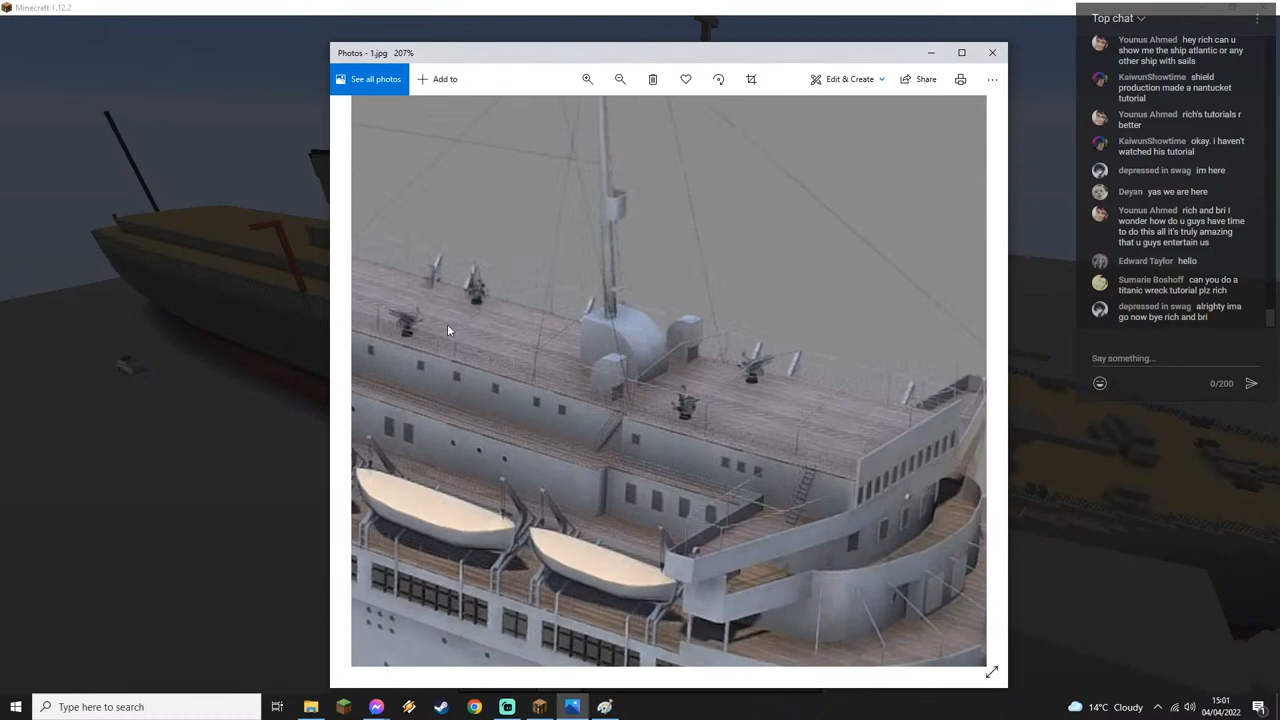 Minecraft 1.12.2
Photos - 1.jpg 207%
See all photos
Add to
Edit & Create
Share
Top chat
Younus Ahmed hey rich can u
show me the ship atlantic or any
other ship with sails
KaiwunShowtime shield
production made a nantucket
tutorial
Younus Ahmed rich's tutorials r
better
KaiwunShowtime okay. i haven't
watched his tutorial
depressed in swag im here
Deyan yas we are here
Younus Ahmed rich and bri I
wonder how do u guys have time
to do this all it's truly amazing
that u guys entertain us
Edward Taylor hello
Sumarie Boshoff can you do a
titanic wreck tutorial plz rich
depressed in swag alrighty ima
go now bye rich and bri
Say something...
0/200
Type here to search
14°C Cloudy
15:01
04/04/2022